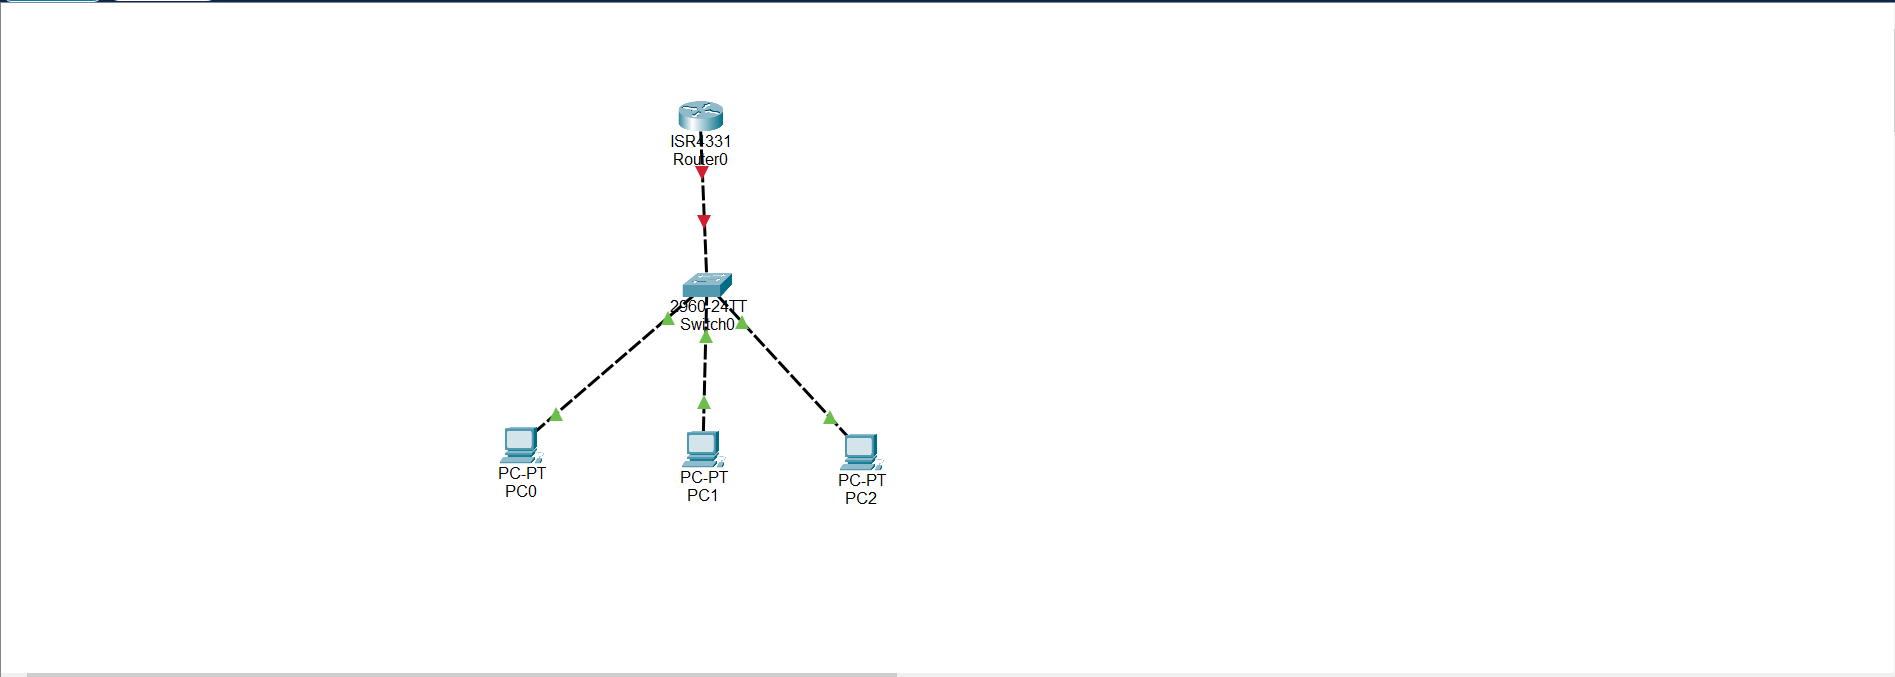 ISR4331
Router0
2960-24TT
Switch0
PC-PT
PC0
PC-PT
PC1
PC-PT
PC2